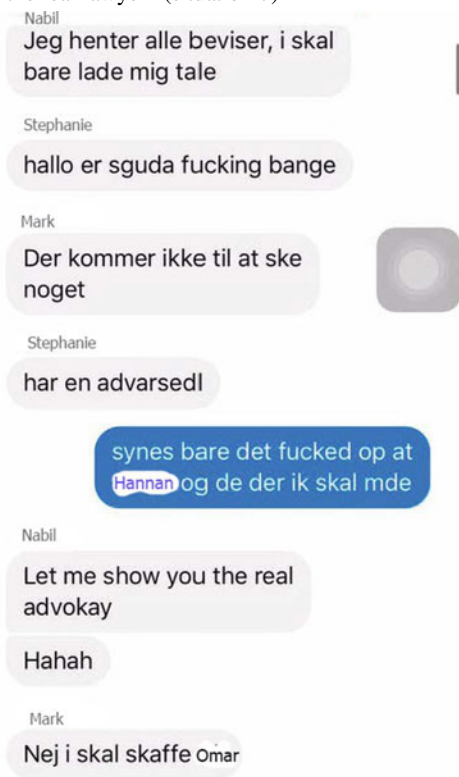 Nabil
Jeg henter alle beviser, i skal
bare lade mig tale
Stephanie
hallo er sguda fucking bange
Mark
Der kommer ikke til at ske
noget
Stephanie
har en advarsedl
synes bare det fucked op at
Hannan og de der ik skal mde
Nabil
Let me show you the real
advokay
Hahah
Mark
Nej i skal skaffe Omar